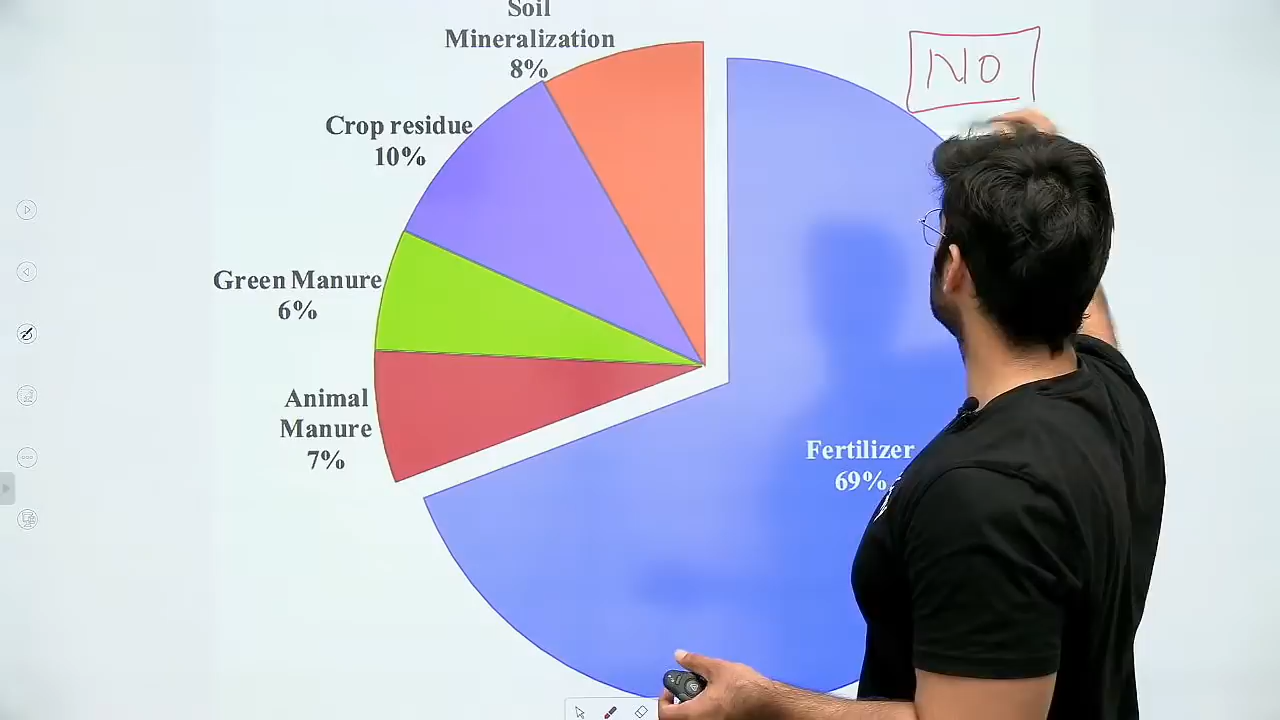 Soil
Mineralization
8%
NO
Crop residue
10%
Green Manure
6%
Animal
Manure
7%
Fertilizer
69%